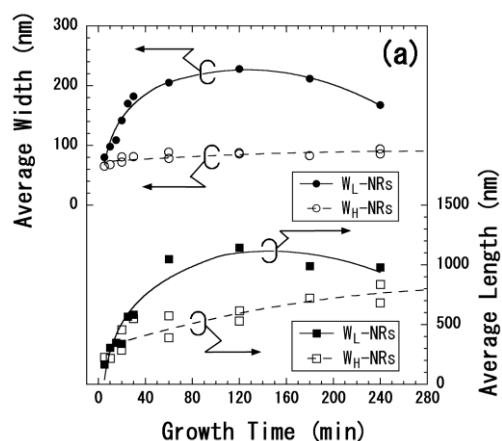 (a)
Average Width (nm)
300
200
100
0
W_L-NRs
W_H-NRs
1500
1000
500
0
Average Length (nm)
W_L-NRs
W_H-NRs
0 40 80 120 160 200 240 280
Growth Time (min)